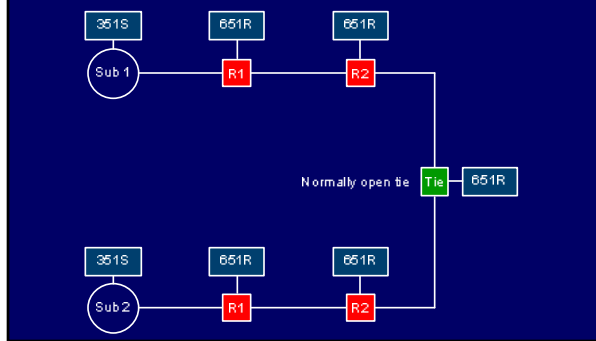 351S
651R
651R
Sub 1
R1
R2
Normally open tie
Tie
651R
351S
651R
651R
Sub 2
R1
R2